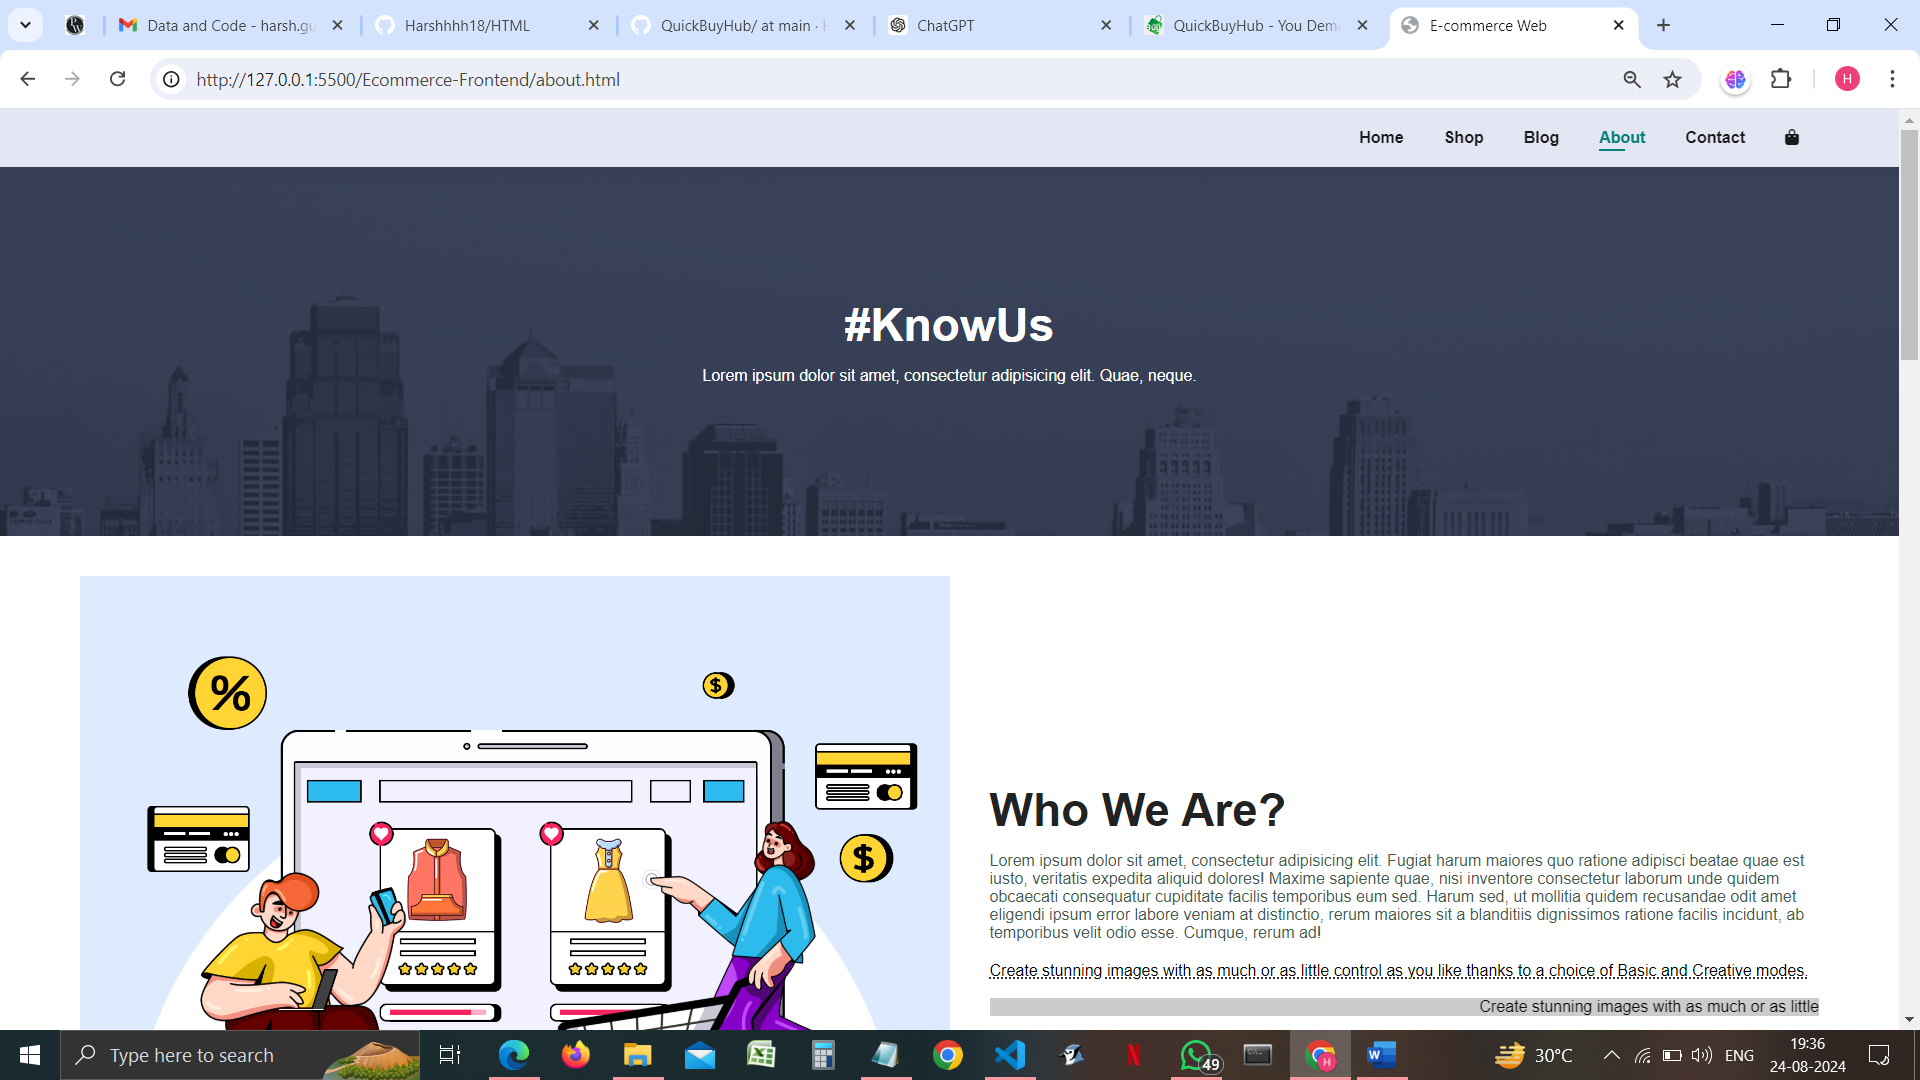 Data and Code - harsh.gu
Harshhhh18/HTML
QuickBuyHub/ at main · H
ChatGPT
QuickBuyHub - You Dema
E-commerce Web
http://127.0.0.1:5500/Ecommerce-Frontend/about.html
H
Home
Shop
Blog
About
Contact
#KnowUs
Lorem ipsum dolor sit amet, consectetur adipisicing elit. Quae, neque.
%
$
$
Who We Are?
Lorem ipsum dolor sit amet, consectetur adipisicing elit. Fugiat harum maiores quo ratione adipisci beatae quae est
iusto, veritatis expedita aliquid dolores! Maxime sapiente quae, nisi inventore consectetur laborum unde quidem
obcaecati consequatur cupiditate facilis temporibus eum sed. Harum sed, ut mollitia quidem recusandae odit amet
eligendi ipsum error labore veniam at distinctio, rerum maiores sit a blanditiis dignissimos ratione facilis incidunt, ab
temporibus velit odio esse. Cumque, rerum ad!
Create stunning images with as much or as little control as you like thanks to a choice of Basic and Creative modes.
Create stunning images with as much or as little
Type here to search
49
H
30°C
ENG
19:36
24-08-2024